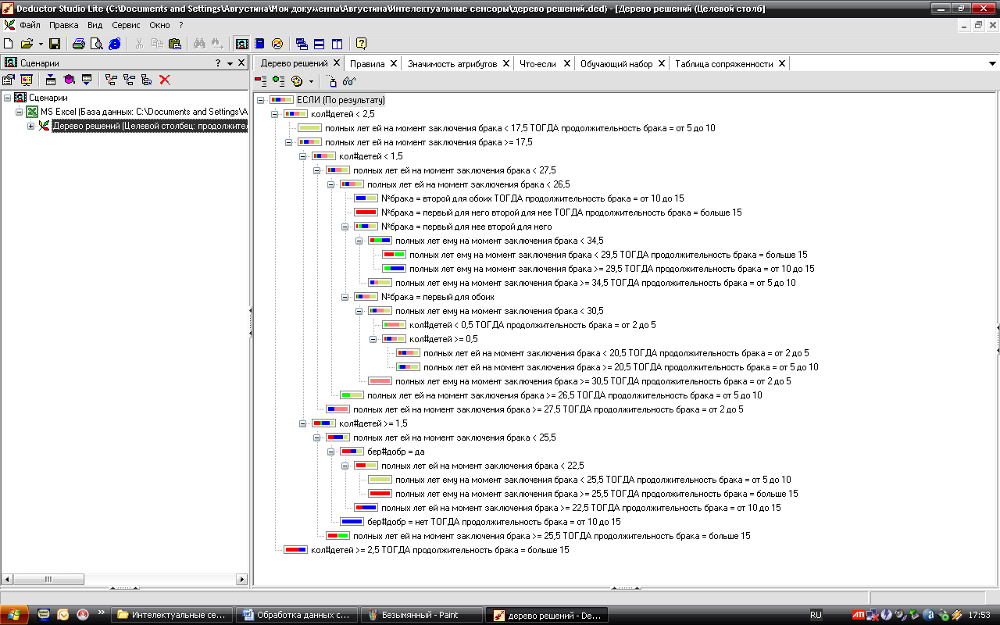 Deductor Studio Lite (C:\Documents and Settings\Августина\Мои документы\Августина\Интелектуальные сенсоры\дерево решений.ded) - [Дерево решений (Целевой столб]
Файл Правка Вид Сервис Окно ?
Сценарии
Сценарии
MS Excel (База данных: C:\Documents and Settings\А
Дерево решений (Целевой столбец: продолжител
Дерево решений Правила Значимость атрибутов Что-если Обучающий набор Таблица сопряженности
ЕСЛИ (По результату)
кол#детей < 2,5
полных лет ей на момент заключения брака < 17,5 ТОГДА продолжительность брака = от 5 до 10
полных лет ей на момент заключения брака >= 17,5
кол#детей < 1,5
полных лет ей на момент заключения брака < 27,5
полных лет ей на момент заключения брака < 26,5
№брака = второй для обоих ТОГДА продолжительность брака = от 10 до 15
№брака = первый для него второй для нее ТОГДА продолжительность брака = больше 15
№брака = первый для нее второй для него
полных лет ему на момент заключения брака < 34,5
полных лет ему на момент заключения брака < 29,5 ТОГДА продолжительность брака = больше 15
полных лет ему на момент заключения брака >= 29,5 ТОГДА продолжительность брака = от 10 до 15
полных лет ему на момент заключения брака >= 34,5 ТОГДА продолжительность брака = от 5 до 10
№брака = первый для обоих
полных лет ему на момент заключения брака < 30,5
кол#детей < 0,5 ТОГДА продолжительность брака = от 2 до 5
кол#детей >= 0,5
полных лет ей на момент заключения брака < 20,5 ТОГДА продолжительность брака = от 2 до 5
полных лет ей на момент заключения брака >= 20,5 ТОГДА продолжительность брака = от 5 до 10
полных лет ему на момент заключения брака >= 30,5 ТОГДА продолжительность брака = от 2 до 5
полных лет ей на момент заключения брака >= 26,5 ТОГДА продолжительность брака = от 5 до 10
полных лет ей на момент заключения брака >= 27,5 ТОГДА продолжительность брака = от 2 до 5
кол#детей >= 1,5
полных лет ей на момент заключения брака < 25,5
бер#добр = да
полных лет ей на момент заключения брака < 22,5
полных лет ему на момент заключения брака < 25,5 ТОГДА продолжительность брака = от 5 до 10
полных лет ему на момент заключения брака >= 25,5 ТОГДА продолжительность брака = больше 15
полных лет ей на момент заключения брака >= 22,5 ТОГДА продолжительность брака = от 10 до 15
бер#добр = нет ТОГДА продолжительность брака = от 10 до 15
полных лет ей на момент заключения брака >= 25,5 ТОГДА продолжительность брака = больше 15
кол#детей >= 2,5 ТОГДА продолжительность брака = больше 15
Интелектуальные се... Обработка данных с... Безымянный - Paint дерево решений - De... RU ATI 17:53